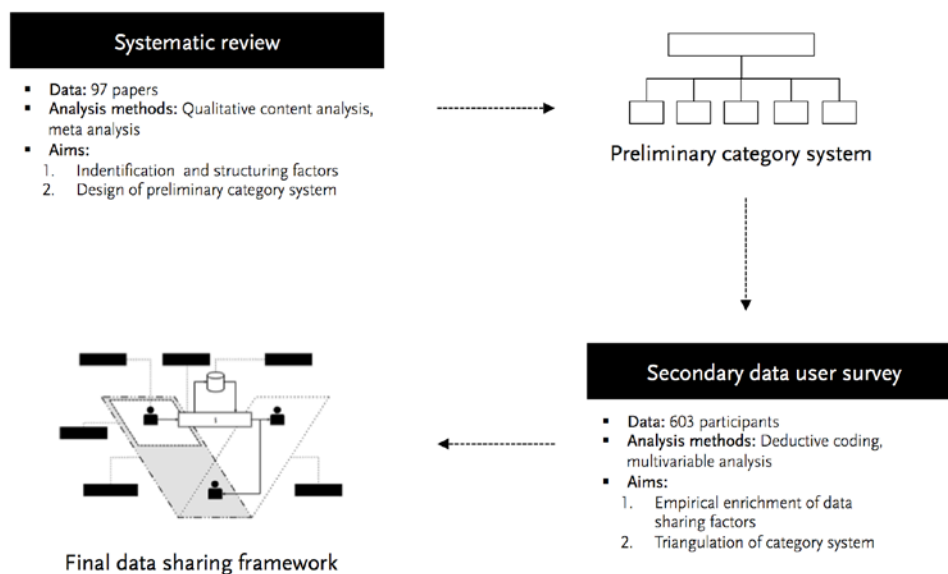 Systematic review
▪ Data: 97 papers
▪ Analysis methods: Qualitative content analysis,
meta analysis
▪ Aims:
1. Indentification and structuring factors
2. Design of preliminary category system
Preliminary category system
Secondary data user survey
▪ Data: 603 participants
▪ Analysis methods: Deductive coding,
multivariable analysis
▪ Aims:
1. Empirical enrichment of data
sharing factors
2. Triangulation of category system
Final data sharing framework